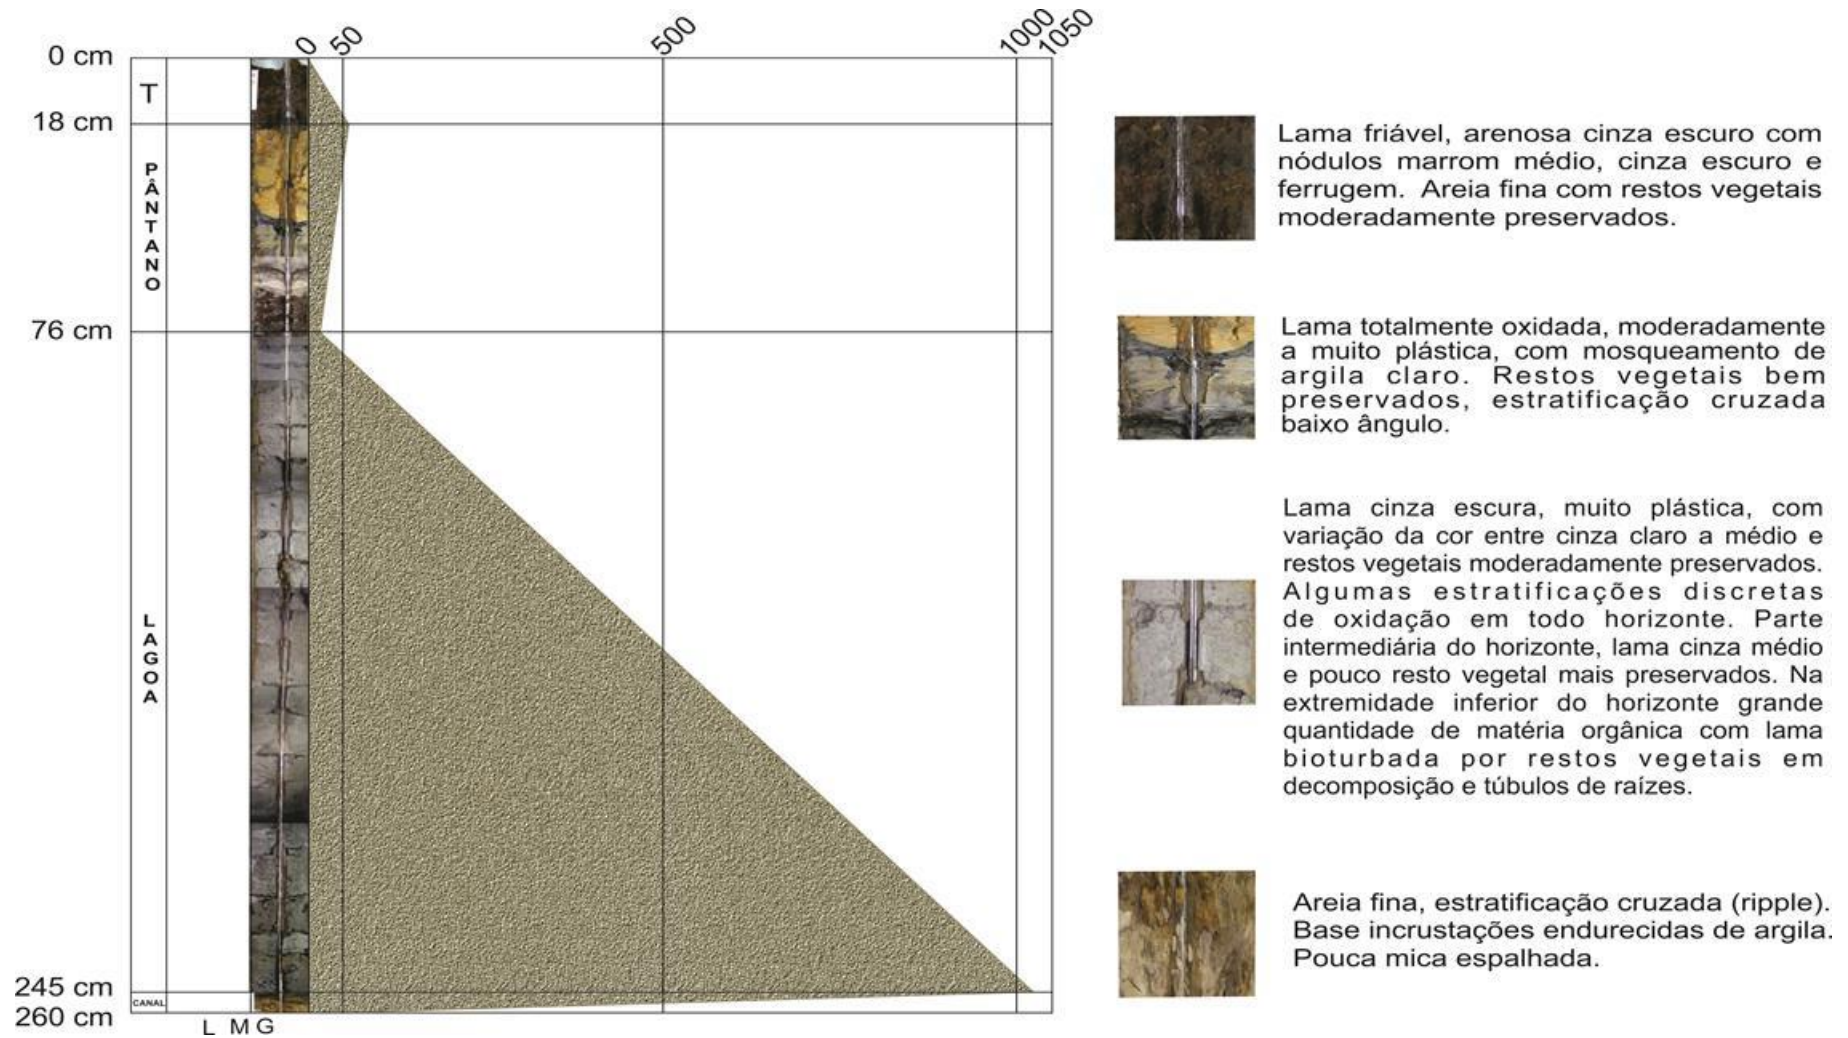 0 50 500 1000 1050
0 cm
T
18 cm
PÂNTANO
76 cm
LAGOA
245 cm
CANAL
260 cm
L M G
Lama friável, arenosa cinza escuro com
nódulos marrom médio, cinza escuro e
ferrugem. Areia fina com restos vegetais
moderadamente preservados.
Lama totalmente oxidada, moderadamente
a muito plástica, com mosqueamento de
argila claro. Restos vegetais bem
preservados, estratificação cruzada
baixo ângulo.
Lama cinza escura, muito plástica, com
variação da cor entre cinza claro a médio e
restos vegetais moderadamente preservados.
Algumas estratificações discretas
de oxidação em todo horizonte. Parte
intermediária do horizonte, lama cinza médio
e pouco resto vegetal mais preservados. Na
extremidade inferior do horizonte grande
quantidade de matéria orgânica com lama
bioturbada por restos vegetais em
decomposição e túbulos de raízes.
Areia fina, estratificação cruzada (ripple).
Base incrustações endurecidas de argila.
Pouca mica espalhada.